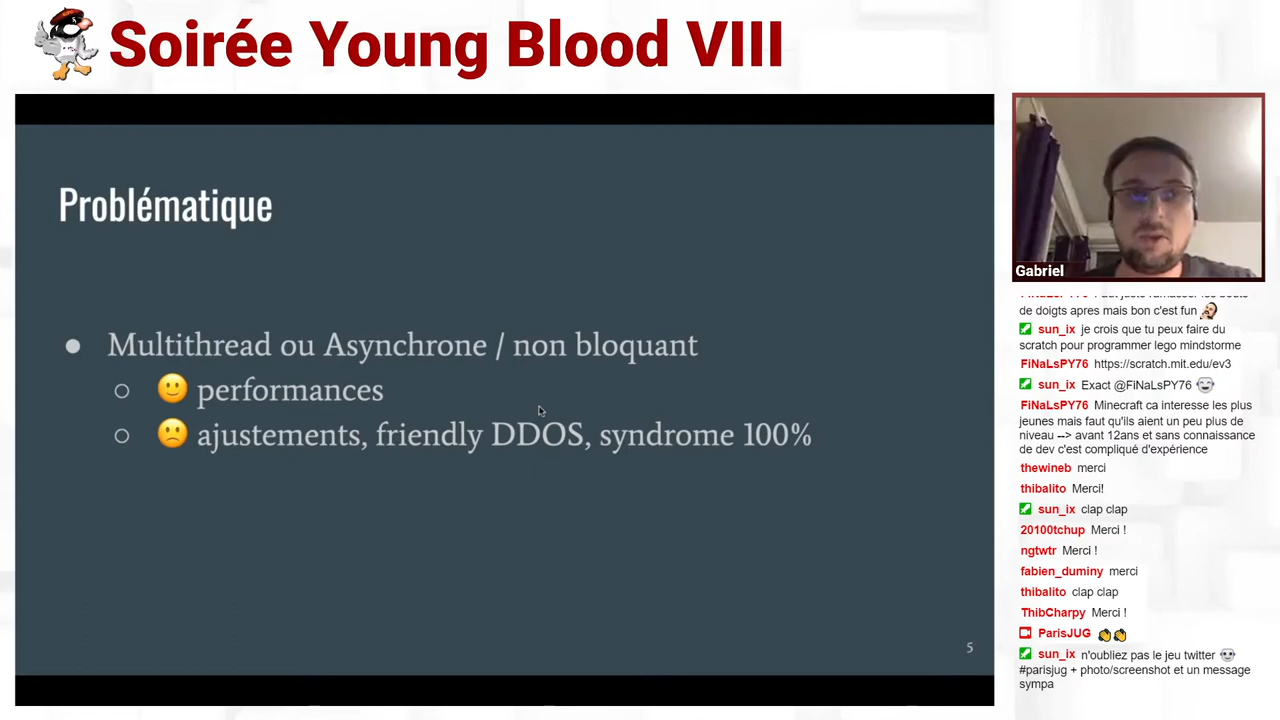 Soirée Young Blood VIII
Problématique
● Multithread ou Asynchrone / non bloquant
○ 🙂 performances
○ 🙁 ajustements, friendly DDOS, syndrome 100%
5
Gabriel
de doigts apres mais bon c'est fun
sun_ix je crois que tu peux faire du
scratch pour programmer lego mindstorme
FiNaLsPY76 https://scratch.mit.edu/ev3
sun_ix Exact @FiNaLsPY76
FiNaLsPY76 Minecraft ca interesse les plus
jeunes mais faut qu'ils aient un peu plus de
niveau --> avant 12ans et sans connaissance
de dev c'est compliqué d'expérience
thewineb merci
thibalito Merci!
sun_ix clap clap
20100tchup Merci !
ngtwtr Merci !
fabien_duminy merci
thibalito clap clap
ThibCharpy Merci !
ParisJUG 👏👏
sun_ix n'oubliez pas le jeu twitter
#parisjug + photo/screenshot et un message
sympa